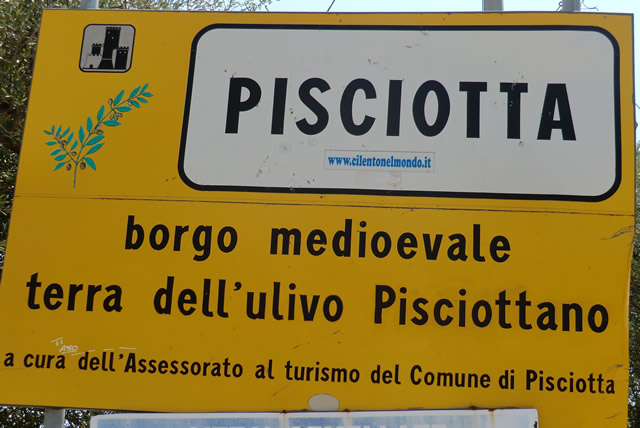 PISCIOTTA
www.cilentonelmondo.it
borgo medioevale
terra dell'ulivo Pisciottano
a cura dell'Assessorato al turismo del Comune di Pisciotta